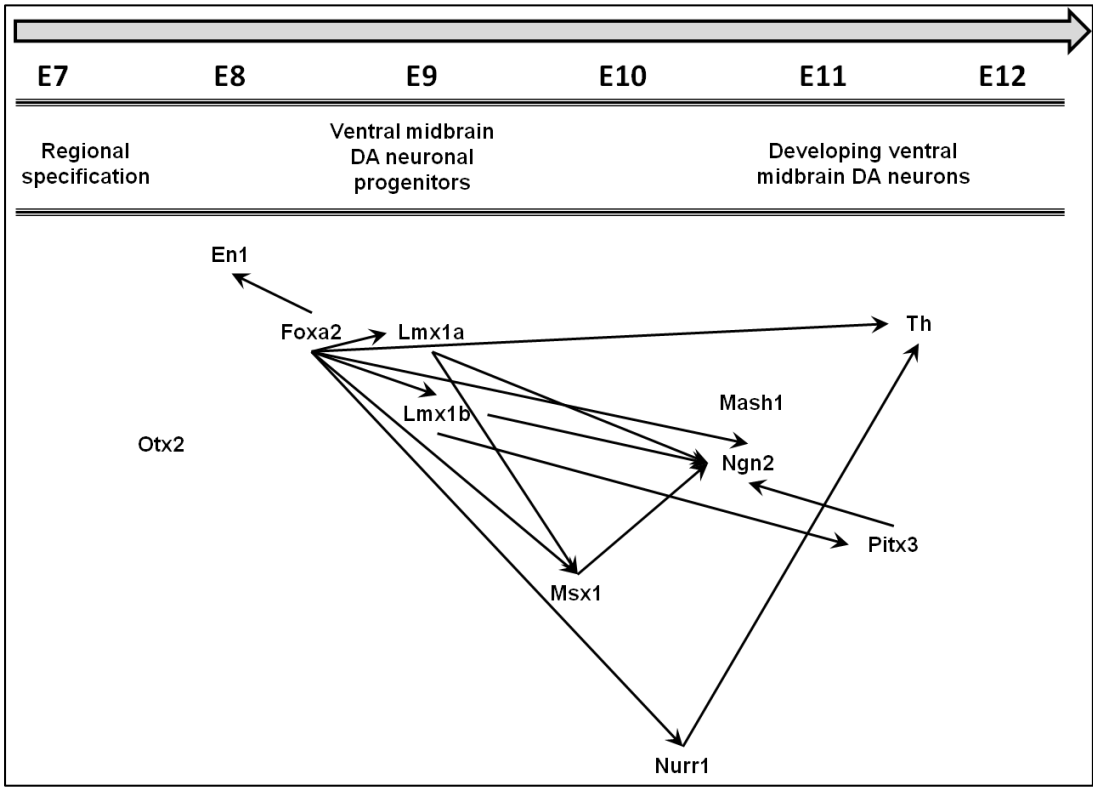 E7 E8 E9 E10 E11 E12
Regional
specification
Ventral midbrain
DA neuronal
progenitors
Developing ventral
midbrain DA neurons
En1
Foxa2
Lmx1a
Th
Lmx1b
Mash1
Otx2
Ngn2
Pitx3
Msx1
Nurr1